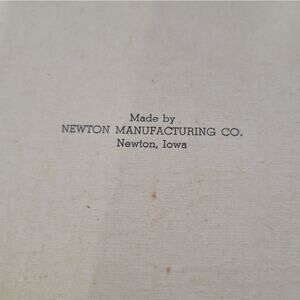 Made by
NEWTON MANUFACTURING CO.
Newton, Iowa